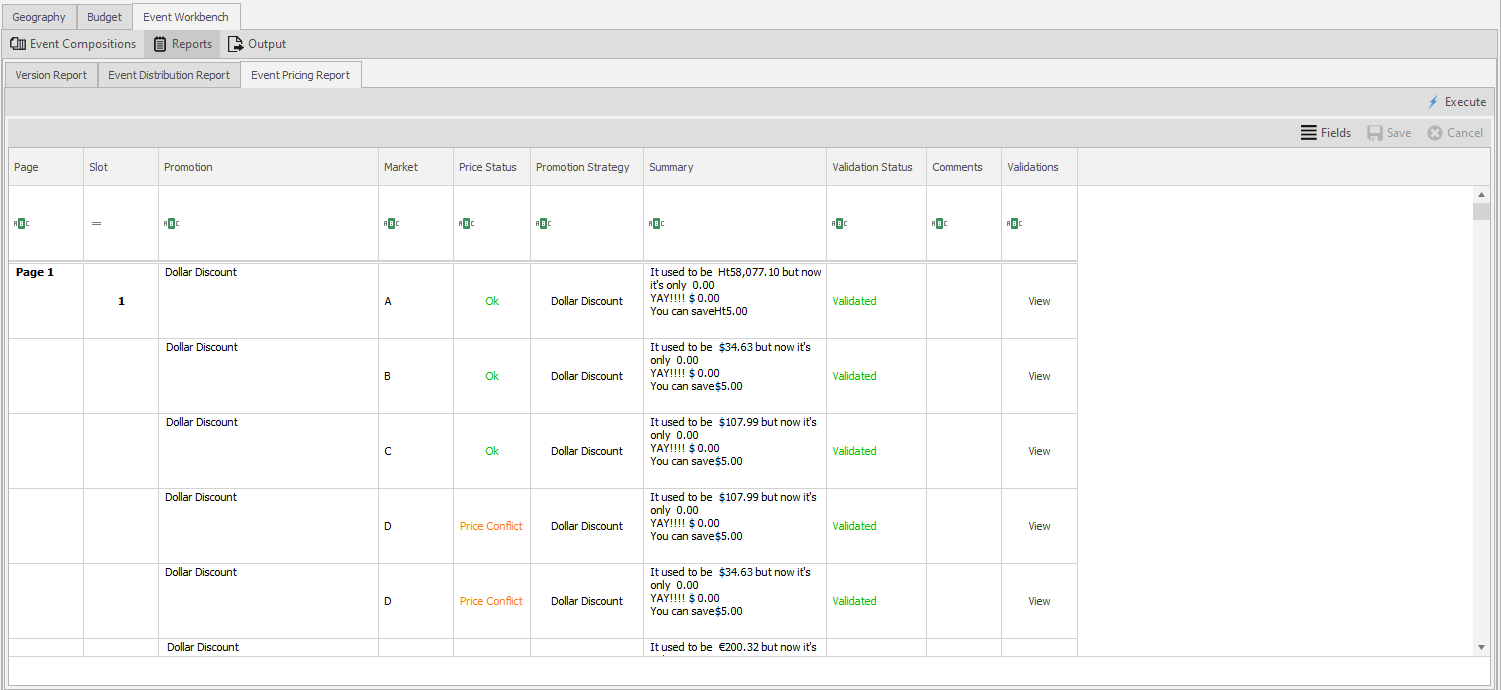 Geography Budget Event Workbench
Event Compositions Reports Output
Version Report Event Distribution Report Event Pricing Report
Execute
Fields Save Cancel
Page Slot Promotion Market Price Status Promotion Strategy Summary Validation Status Comments Validations
ABC = ABC ABC ABC ABC ABC ABC ABC ABC
Page 1 Dollar Discount It used to be Ht58,077.10 but now
it's only 0.00
1 A Ok Dollar Discount YAY!!!! $ 0.00 Validated View
You can saveHt5.00
Dollar Discount It used to be $34.63 but now it's
only 0.00
B Ok Dollar Discount YAY!!!! $ 0.00 Validated View
You can save$5.00
Dollar Discount It used to be $107.99 but now it's
only 0.00
C Ok Dollar Discount YAY!!!! $ 0.00 Validated View
You can save$5.00
Dollar Discount It used to be $107.99 but now it's
only 0.00
D Price Conflict Dollar Discount YAY!!!! $ 0.00 Validated View
You can save$5.00
Dollar Discount It used to be $34.63 but now it's
only 0.00
D Price Conflict Dollar Discount YAY!!!! $ 0.00 Validated View
You can save$5.00
Dollar Discount It used to be €200.32 but now it's